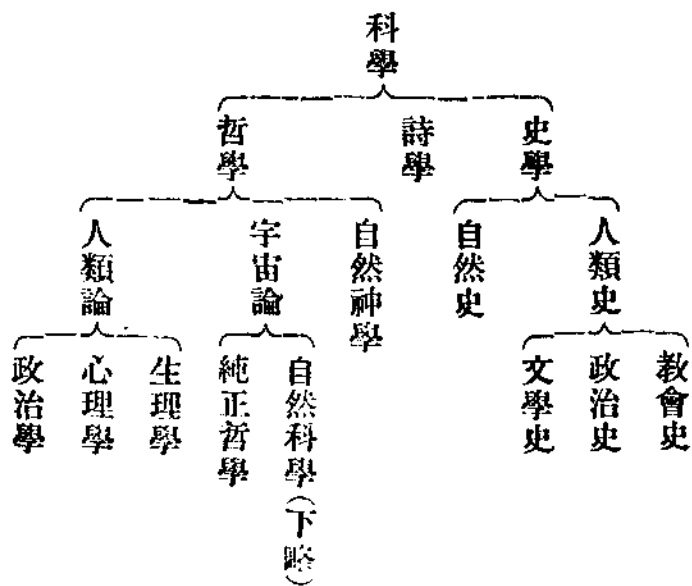 科學
史學
詩學
哲學
人類史
自然史
自然神學
宇宙論
人類論
教會史
政治史
文學史
自然科學(下略)
純正哲學
生理學
心理學
政治學